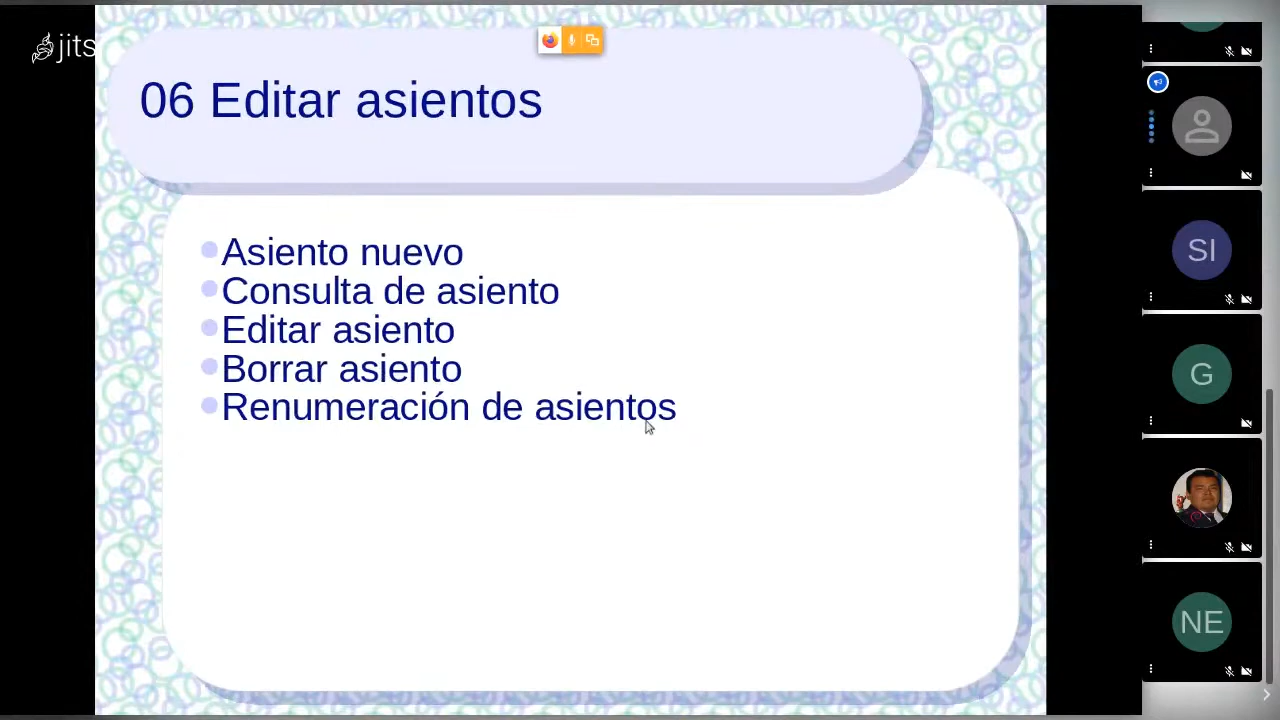 jits
06 Editar asientos
Asiento nuevo
Consulta de asiento
Editar asiento
Borrar asiento
Renumeración de asientos
SI
G
NE